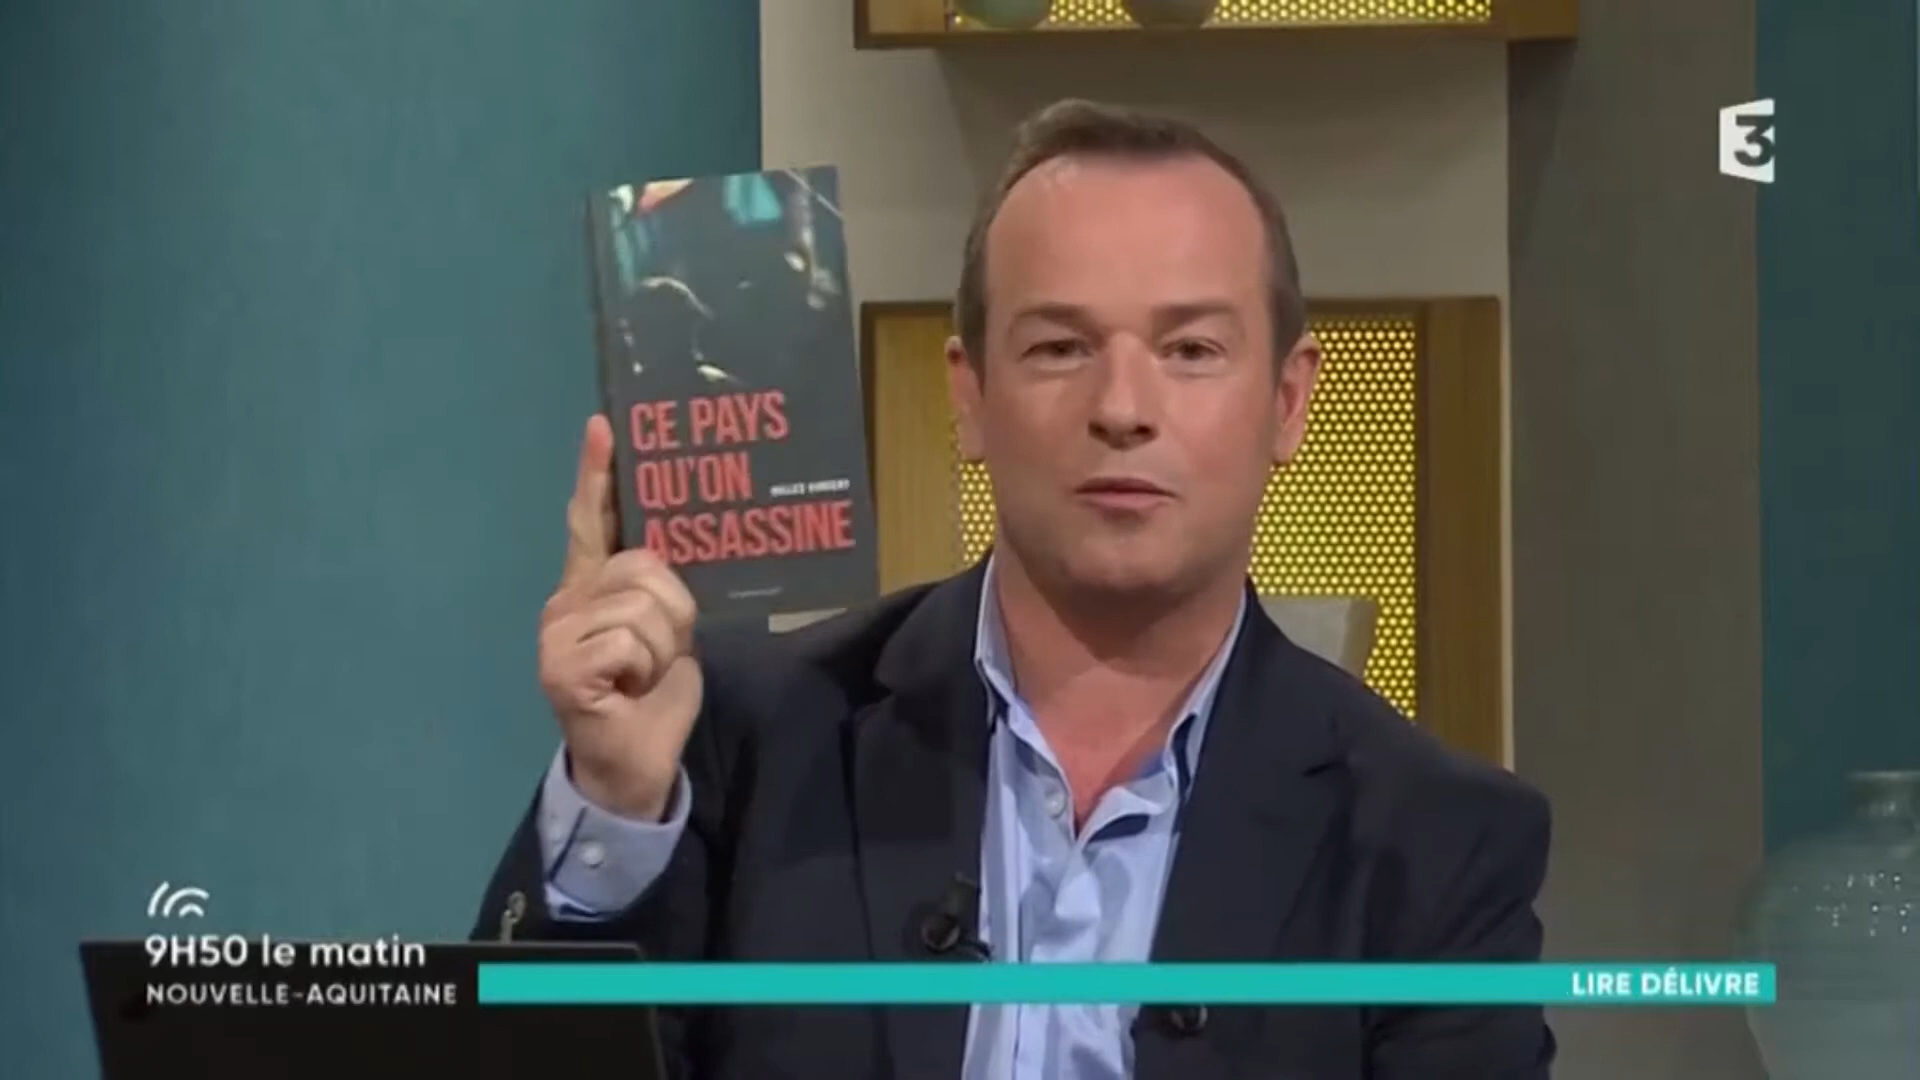 3
CE PAYS
QU'ON
ASSASSINE
9H50 le matin
NOUVELLE-AQUITAINE
LIRE DÉLIVRE